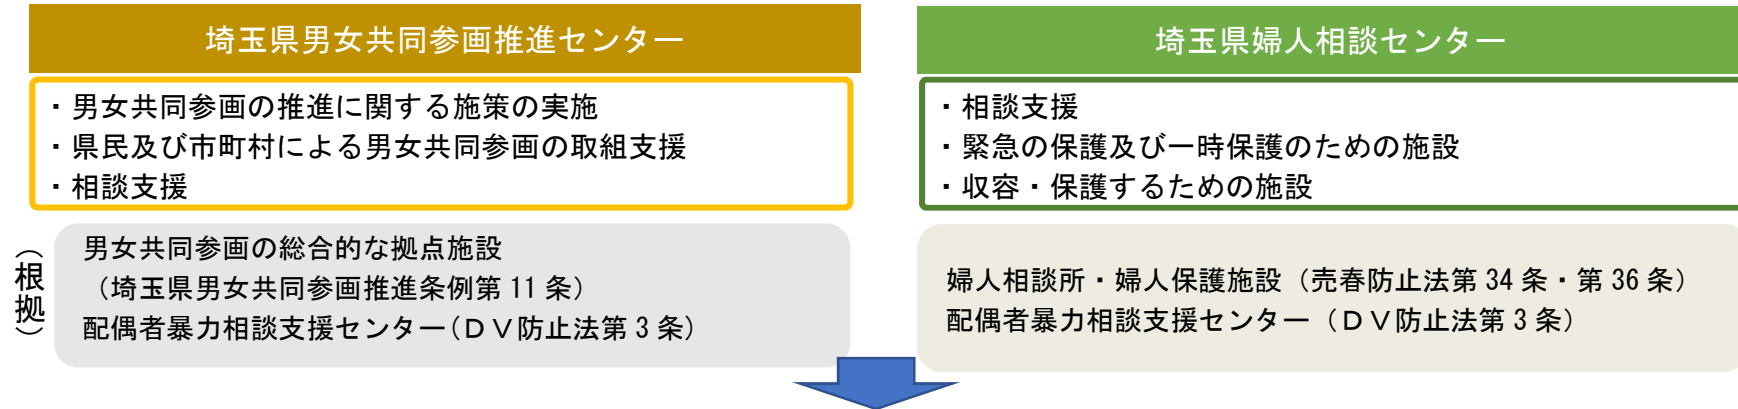 埼玉県男女共同参画推進センター
・男女共同参画の推進に関する施策の実施
・県民及び市町村による男女共同参画の取組支援
・相談支援
（根拠）
男女共同参画の総合的な拠点施設
（埼玉県男女共同参画推進条例第 11 条）
配偶者暴力相談支援センター（ＤＶ防止法第 3 条）
埼玉県婦人相談センター
・相談支援
・緊急の保護及び一時保護のための施設
・収容・保護するための施設
婦人相談所・婦人保護施設（売春防止法第 34 条・第 36 条）
配偶者暴力相談支援センター（ＤＶ防止法第 3 条）